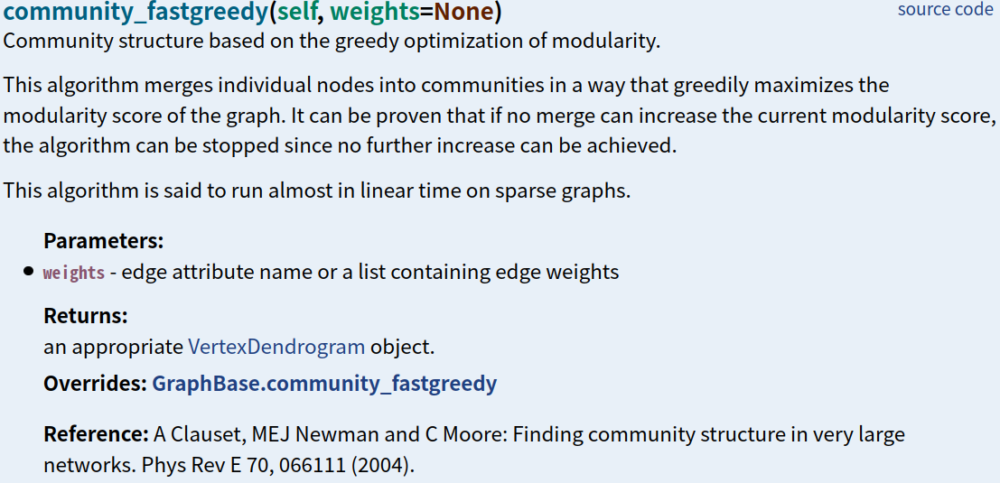 community_fastgreedy(self, weights=None)
source code
Community structure based on the greedy optimization of modularity.
This algorithm merges individual nodes into communities in a way that greedily maximizes the
modularity score of the graph. It can be proven that if no merge can increase the current modularity score,
the algorithm can be stopped since no further increase can be achieved.
This algorithm is said to run almost in linear time on sparse graphs.
Parameters:
● weights - edge attribute name or a list containing edge weights
Returns:
an appropriate VertexDendrogram object.
Overrides: GraphBase.community_fastgreedy
Reference: A Clauset, MEJ Newman and C Moore: Finding community structure in very large
networks. Phys Rev E 70, 066111 (2004).